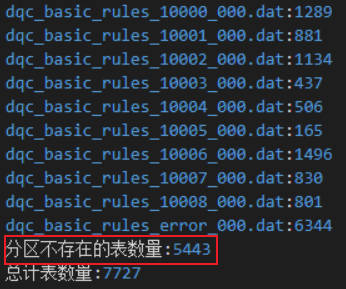 dqc_basic_rules_10000_000.dat:1289
dqc_basic_rules_10001_000.dat:881
dqc_basic_rules_10002_000.dat:1134
dqc_basic_rules_10003_000.dat:437
dqc_basic_rules_10004_000.dat:506
dqc_basic_rules_10005_000.dat:165
dqc_basic_rules_10006_000.dat:1496
dqc_basic_rules_10007_000.dat:830
dqc_basic_rules_10008_000.dat:801
dqc_basic_rules_error_000.dat:6344
分区不存在的表数量:5443
总计表数量:7727